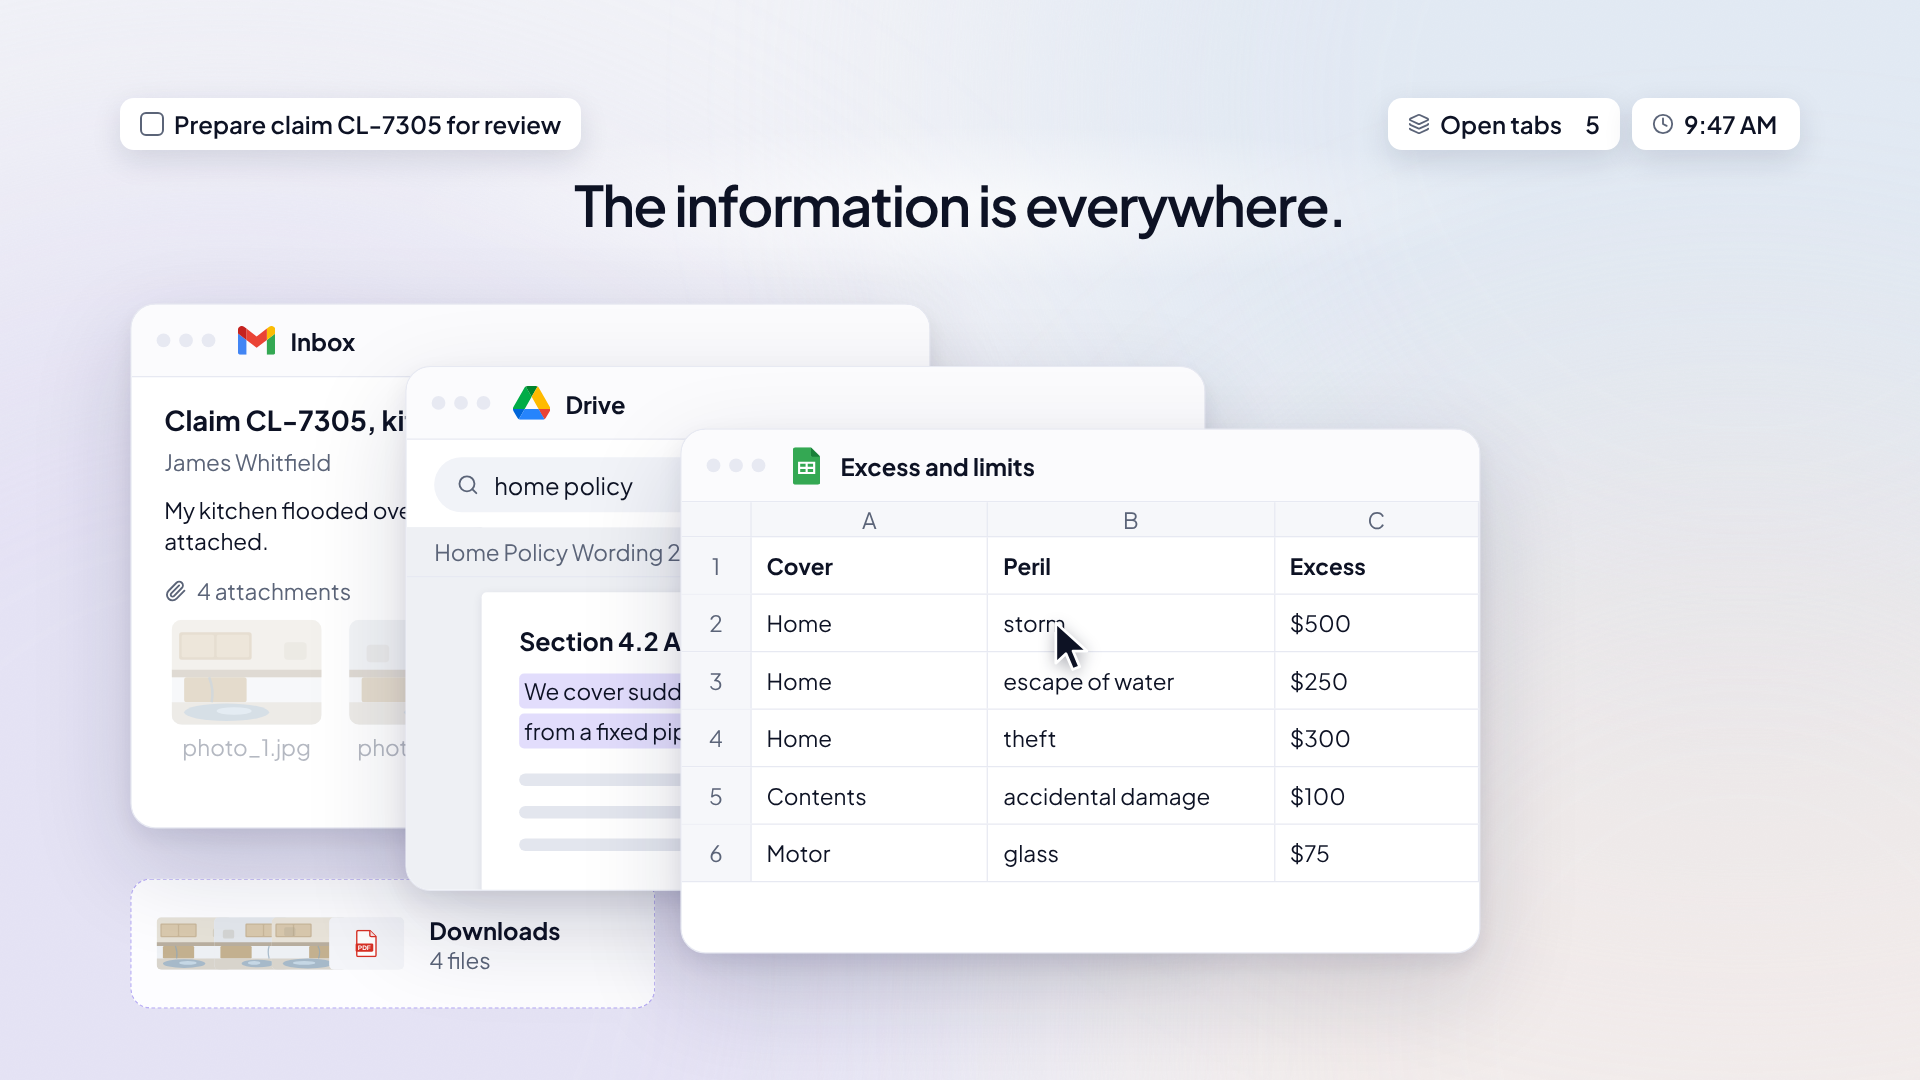 Prepare claim CL-7305 for review
Open tabs 5
9:47 AM
The information is everywhere.
Inbox
Claim CL-7305, ki
James Whitfield
My kitchen flooded ove
attached.
4 attachments
photo_1.jpg
phot
Drive
home policy
Home Policy Wording 2
Section 4.2 A
We cover sudd
from a fixed pip
Excess and limits
A B C
1 Cover Peril Excess
2 Home storm $500
3 Home escape of water $250
4 Home theft $300
5 Contents accidental damage $100
6 Motor glass $75
PDF
Downloads
4 files